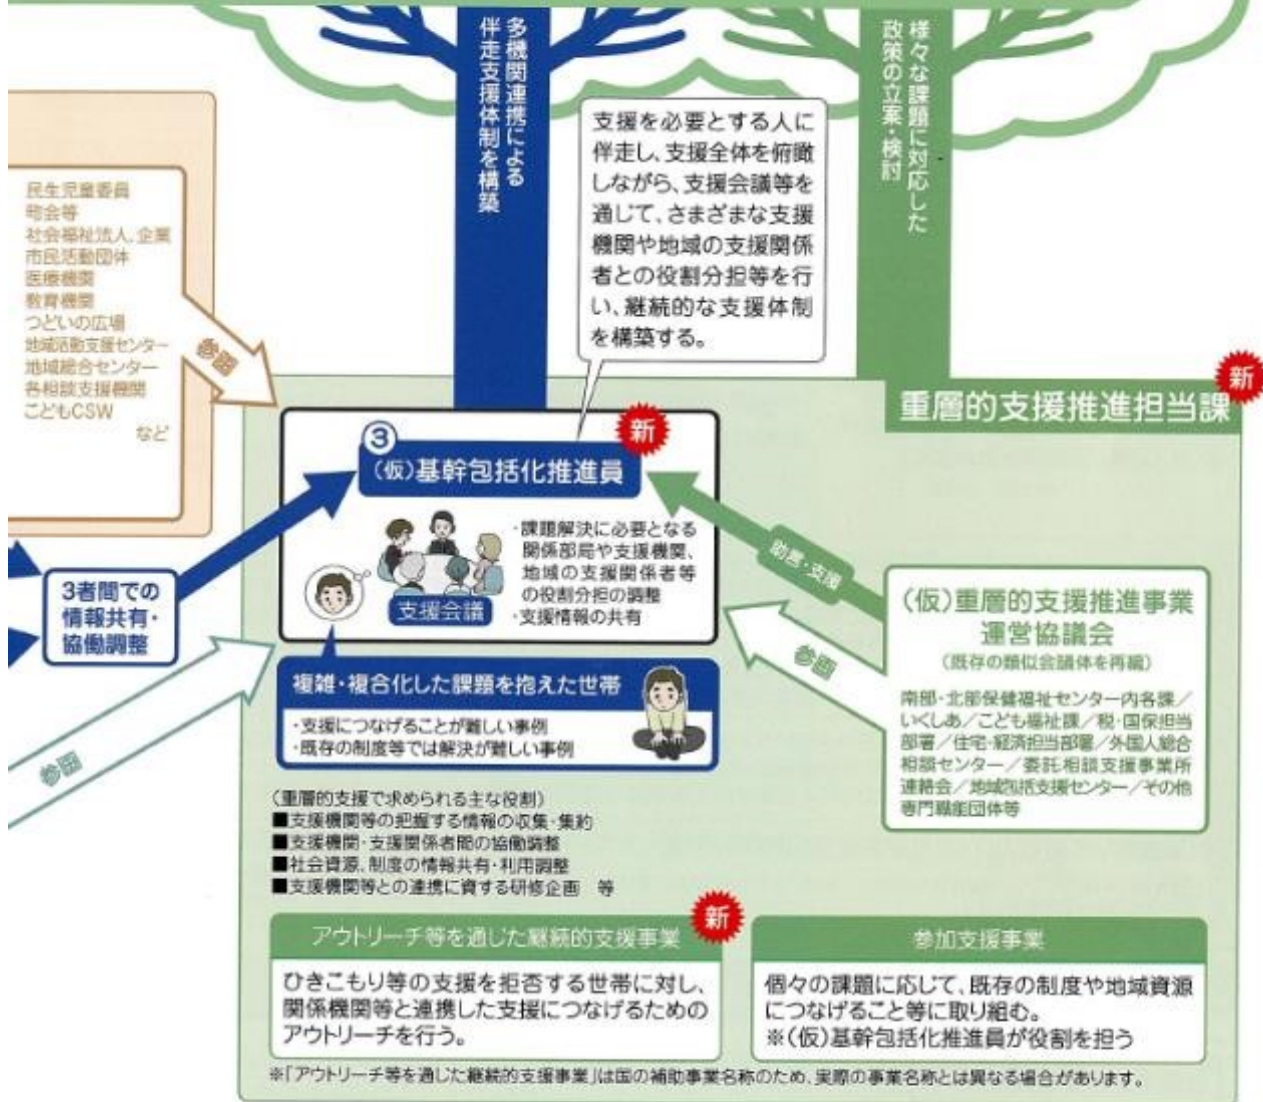 多機関連携による
伴走支援体制を構築
様々な課題に対応した
政策の立案・検討
支援を必要とする人に
伴走し、支援全体を俯瞰
しながら、支援会議等を
通じて、さまざまな支援
機関や地域の支援関係
者との役割分担等を行
い、継続的な支援体制
を構築する。
民生児童委員
町会等
社会福祉法人、企業
市民活動団体
医療機関
教育機関
つどいの広場
地域活動支援センター
地域総合センター
各相談支援機関
こどもCSW
など
参画
新
重層的支援推進担当課
③
新
(仮)基幹包括化推進員
・課題解決に必要となる
関係部局や支援機関、
地域の支援関係者等
の役割分担の調整
・支援情報の共有
支援会議
助言・支援
3者間での
情報共有・
協働調整
参画
参画
(仮)重層的支援推進事業
運営協議会
(既存の類似会議体を再編)
南部・北部保健福祉センター内各課/
いくしあ/こども福祉課/税・国保担当
部署/住宅・経済担当部署/外国人総合
相談センター/委託相談支援事業所
連絡会/地域包括支援センター/その他
専門職能団体等
複雑・複合化した課題を抱えた世帯
・支援につなげることが難しい事例
・既存の制度等では解決が難しい事例
(重層的支援で求められる主な役割)
■支援機関等の把握する情報の収集・集約
■支援機関・支援関係者間の協働調整
■社会資源、制度の情報共有・利用調整
■支援機関等との連携に資する研修企画 等
新
アウトリーチ等を通じた継続的支援事業
ひきこもり等の支援を拒否する世帯に対し、
関係機関等と連携した支援につなげるための
アウトリーチを行う。
参加支援事業
個々の課題に応じて、既存の制度や地域資源
につなげること等に取り組む。
※(仮)基幹包括化推進員が役割を担う
※「アウトリーチ等を通じた継続的支援事業」は国の補助事業名称のため、実際の事業名称とは異なる場合があります。